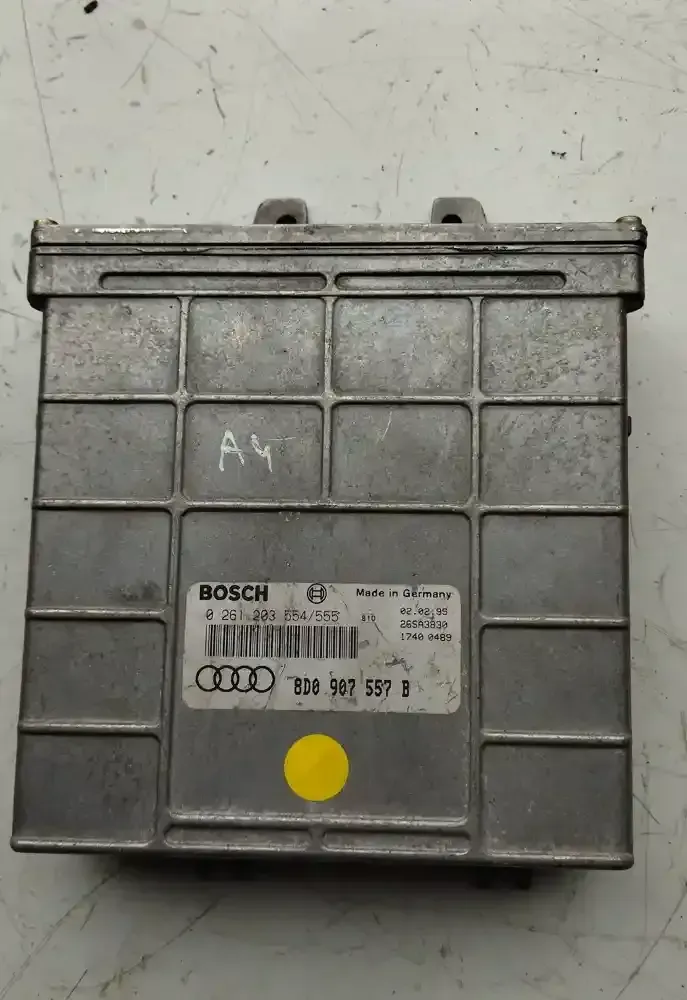 A4
BOSCH Made in Germany
0 261 203 554/555 810 02.02.95
26SA3830
1740 0489
8D0 907 557 B